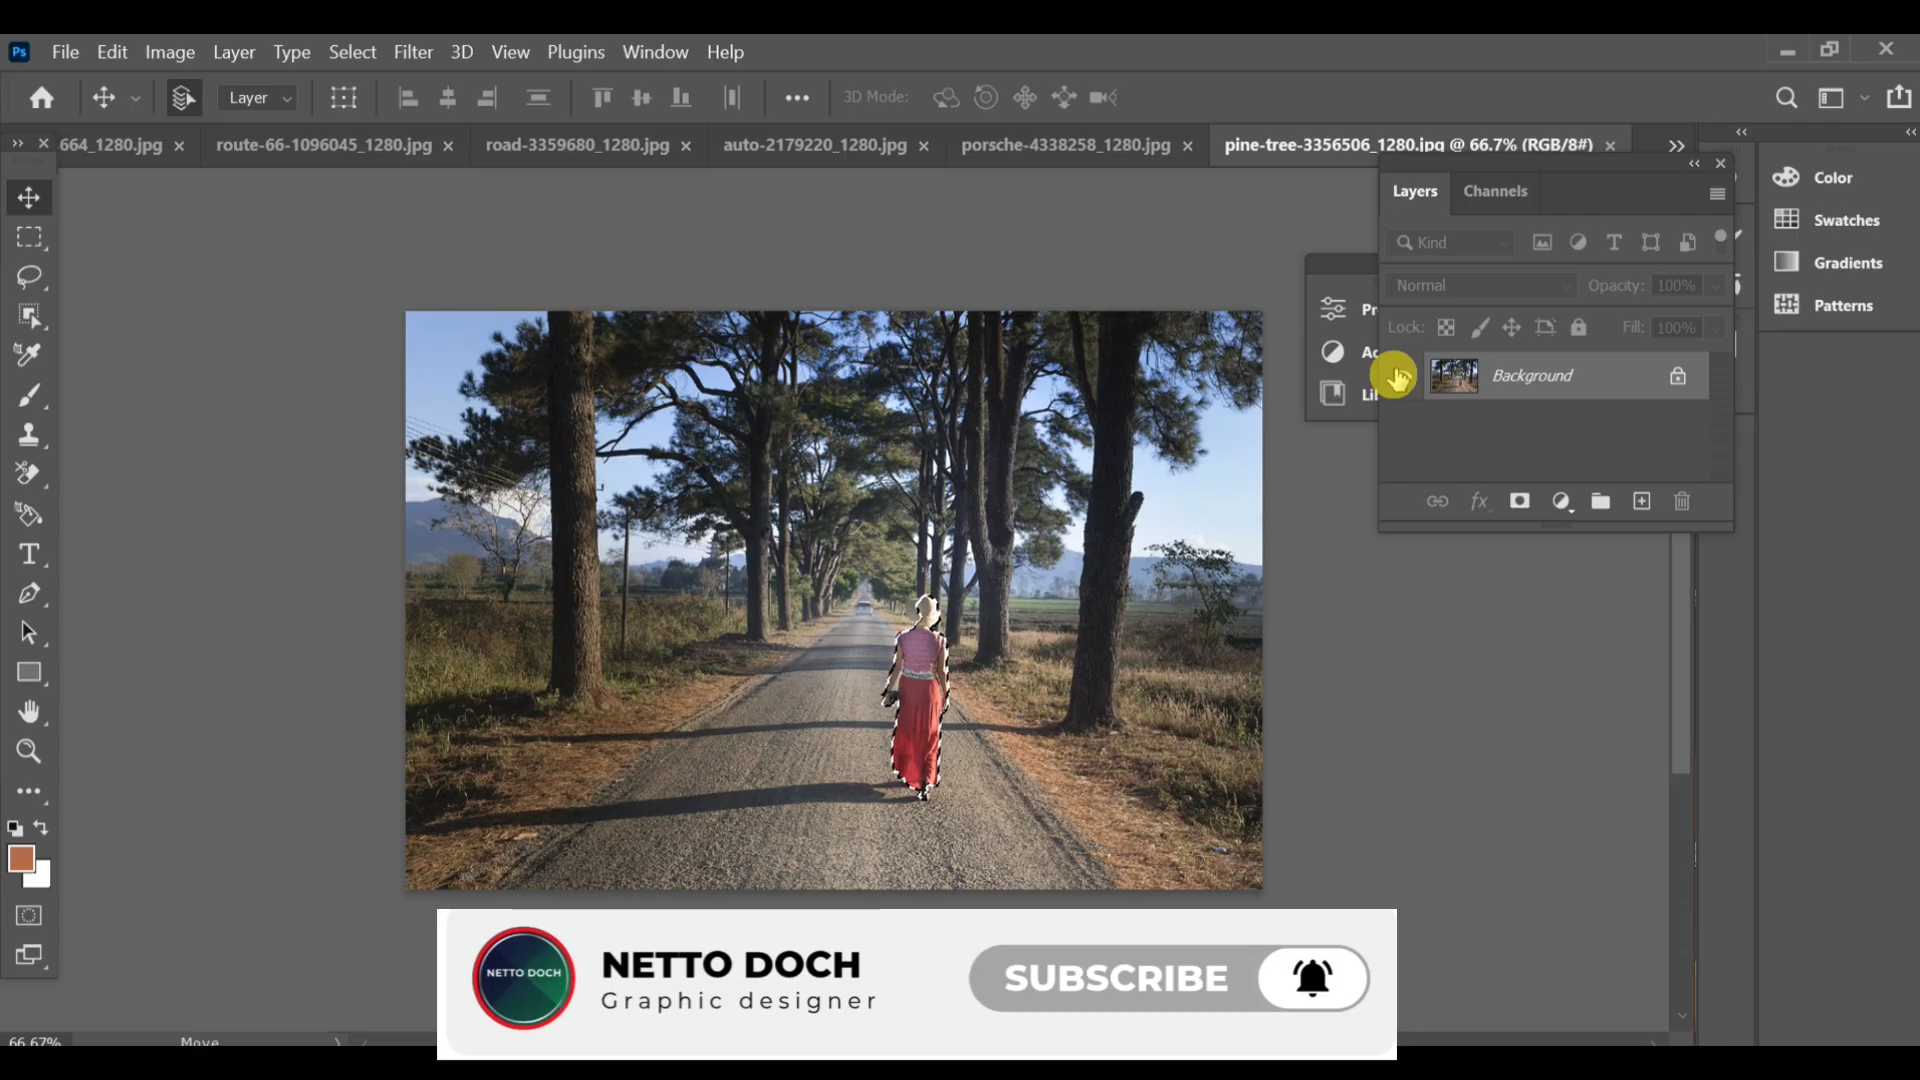 Ps File Edit Image Layer Type Select Filter 3D View Plugins Window Help
Layer 3D Mode:
664_1280.jpg route-66-1096045_1280.jpg road-3359680_1280.jpg auto-2179220_1280.jpg porsche-4338258_1280.jpg pine-tree-3356506_1280.jpg @ 66.7% (RGB/8#)
Layers Channels
Kind
Normal Opacity: 100%
Lock: Fill: 100%
Background
Color
Swatches
Gradients
Patterns
NETTO DOCH
NETTO DOCH
Graphic designer
SUBSCRIBE
66.67% Move